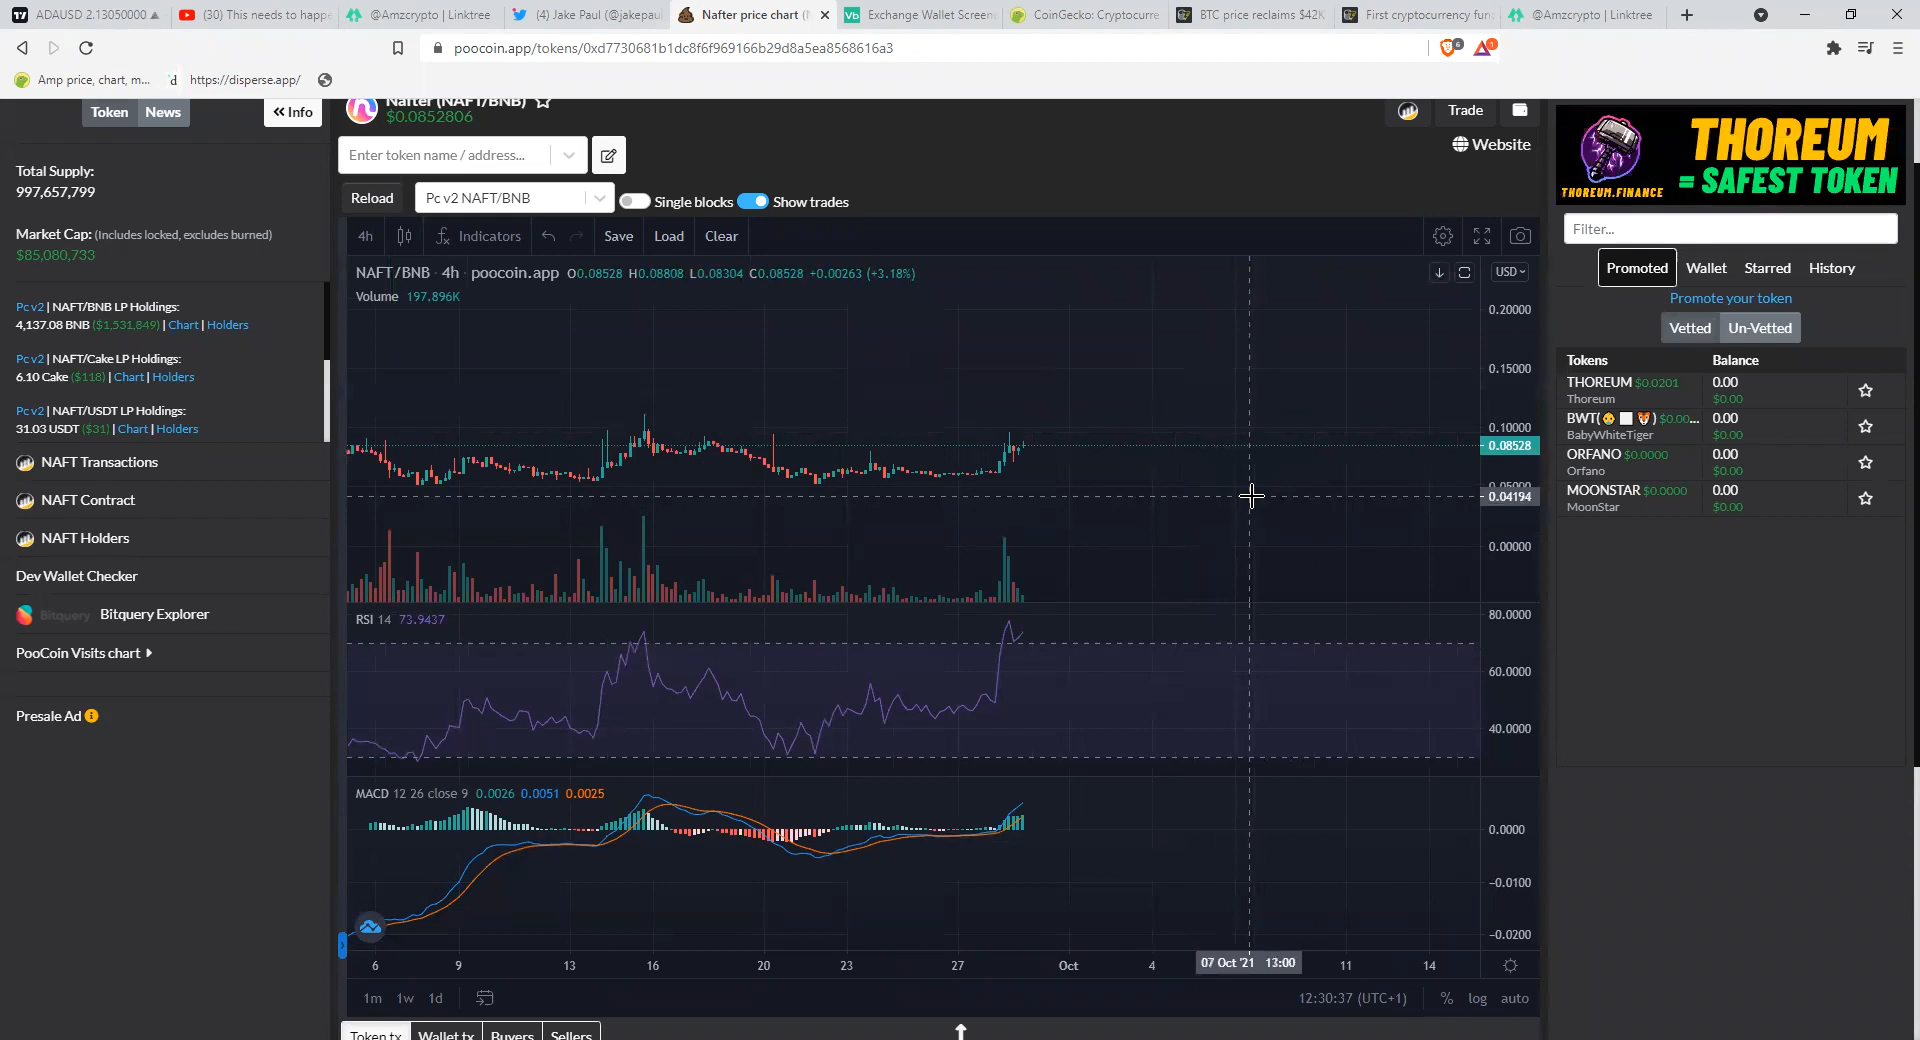 ADAUSD 2.13050000 ▲
(30) This needs to happe
@Amzcrypto | Linktree
(4) Jake Paul (@jakepaul
Nafter price chart (
Exchange Wallet Screene
CoinGecko: Cryptocurre
BTC price reclaims $42K
First cryptocurrency fun
@Amzcrypto | Linktree
poocoin.app/tokens/0xd7730681b1dc8f6f969166b29d8a5ea8568616a3
6
1
Amp price, chart, m...
d https://disperse.app/
Token News
« Info
Nafter (NAFT/BNB)
$0.0852806
Trade
Website
Enter token name / address...
Reload
Pc v2 NAFT/BNB
Single blocks
Show trades
Total Supply:
997,657,799
Market Cap: (Includes locked, excludes burned)
$85,080,733
Pc v2 | NAFT/BNB LP Holdings:
4,137.08 BNB ($1,531,849) | Chart | Holders
Pc v2 | NAFT/Cake LP Holdings:
6.10 Cake ($118) | Chart | Holders
Pc v2 | NAFT/USDT LP Holdings:
31.03 USDT ($31) | Chart | Holders
NAFT Transactions
NAFT Contract
NAFT Holders
Dev Wallet Checker
Bitquery Bitquery Explorer
PooCoin Visits chart
Presale Ad
4h
Indicators
Save
Load
Clear
NAFT/BNB · 4h · poocoin.app O0.08528 H0.08808 L0.08304 C0.08528 +0.00263 (+3.18%)
Volume 197.896K
USD
0.20000
0.15000
0.10000
0.08528
0.05000
0.04194
0.00000
RSI 14 73.9437
80.0000
60.0000
40.0000
MACD 12 26 close 9 0.0026 0.0051 0.0025
0.0000
−0.0100
−0.0200
6 9 13 16 20 23 27 Oct 4 07 Oct '21 13:00 11 14
1m 1w 1d
12:30:37 (UTC+1) % log auto
Token tx Wallet tx Buyers Sellers
THOREUM
= SAFEST TOKEN
THOREUM.FINANCE
Filter...
Promoted Wallet Starred History
Promote your token
Vetted Un-Vetted
Tokens Balance
THOREUM $0.0201 0.00
Thoreum $0.00
BWT( ) $0.00... 0.00
BabyWhiteTiger $0.00
ORFANO $0.0000 0.00
Orfano $0.00
MOONSTAR $0.0000 0.00
MoonStar $0.00